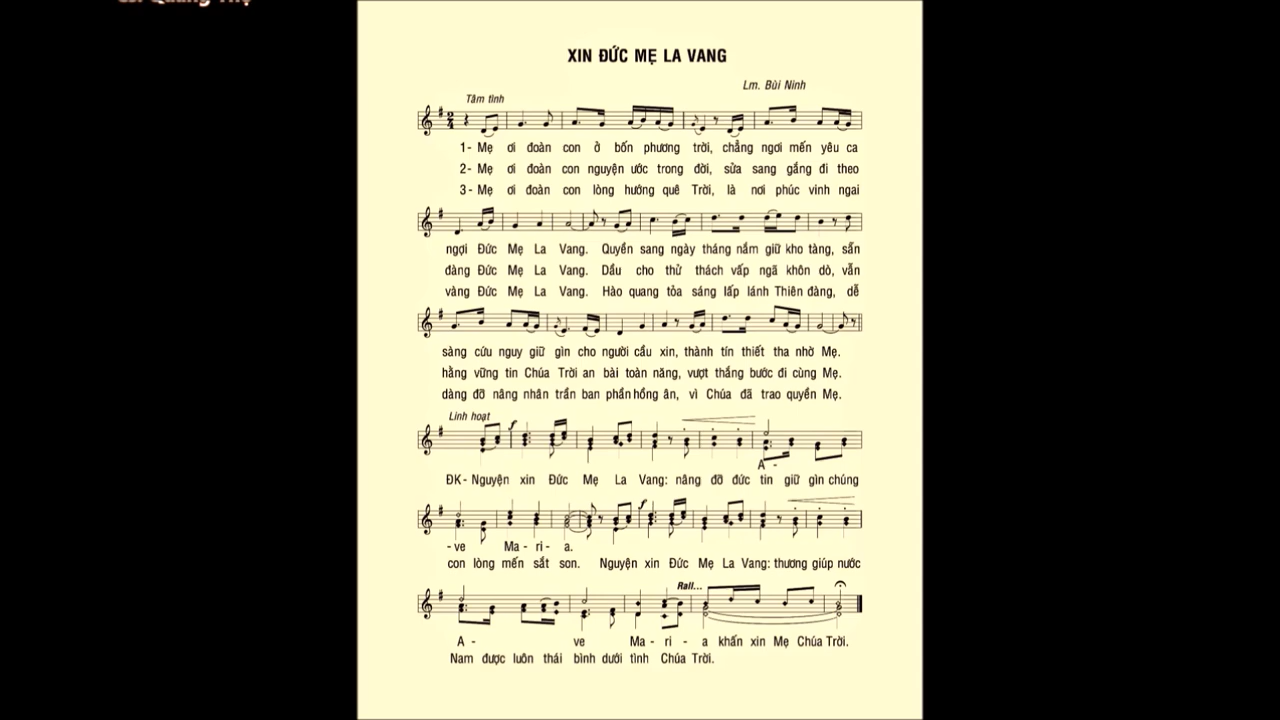 XIN ĐỨC MẸ LA VANG
Lm. Bùi Ninh
Tâm tình
1- Mẹ ơi đoàn con ở bốn phương trời, chẳng ngơi mến yêu ca
2- Mẹ ơi đoàn con nguyện ước trong đời, sửa sang gắng đi theo
3- Mẹ ơi đoàn con lòng hướng quê Trời, là nơi phúc vinh ngai
ngợi Đức Mẹ La Vang. Quyền sang ngày tháng nắm giữ kho tàng, sẵn
đàng Đức Mẹ La Vang. Dẫu cho thử thách vấp ngã khôn dò, vẫn
vàng Đức Mẹ La Vang. Hào quang tỏa sáng lấp lánh Thiên đàng, dễ
sàng cứu nguy giữ gìn cho người cầu xin, thành tín thiết tha nhờ Mẹ.
hằng vững tin Chúa Trời an bài toàn năng, vượt thắng bước đi cùng Mẹ.
dàng đỡ nâng nhân trần ban phần hồng ân, vì Chúa đã trao quyền Mẹ.
Linh hoạt
f
A -
ĐK- Nguyện xin Đức Mẹ La Vang: nâng đỡ đức tin giữ gìn chúng
f
- ve Ma - ri - a.
con lòng mến sắt son. Nguyện xin Đức Mẹ La Vang: thương giúp nước
Rall...
A - ve Ma - ri - a khấn xin Mẹ Chúa Trời.
Nam được luôn thái bình dưới tình Chúa Trời.